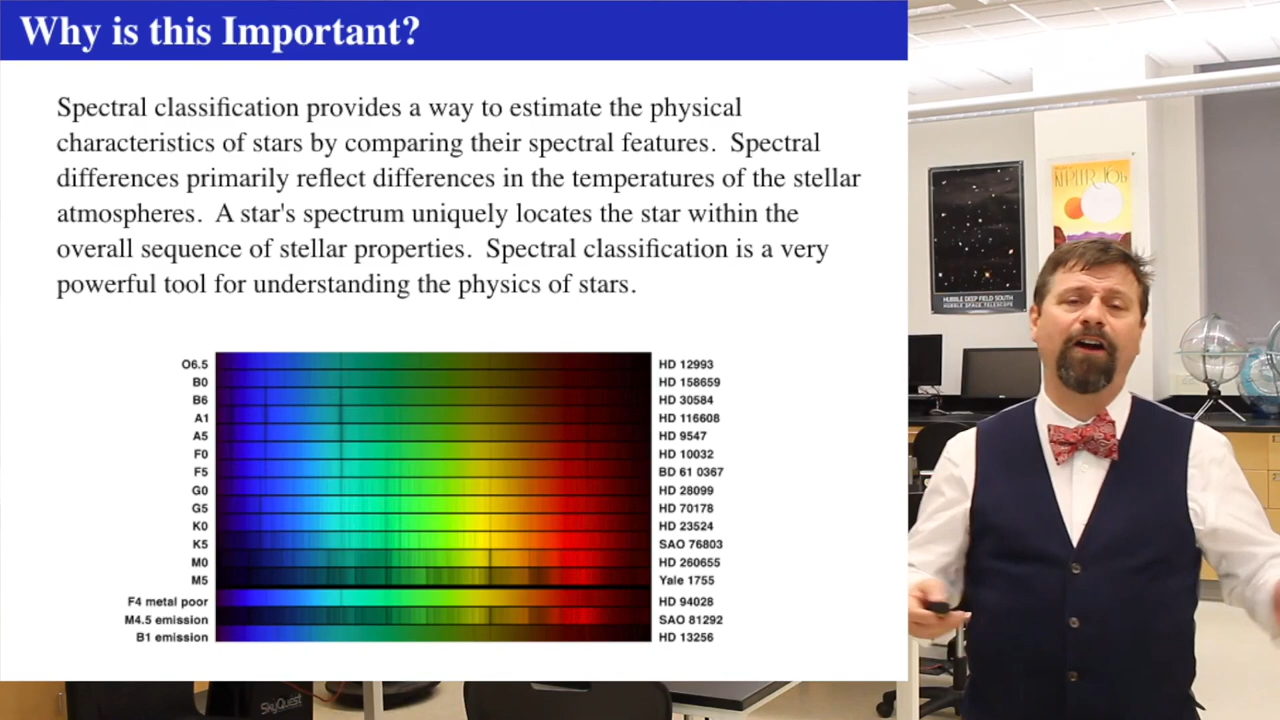 Why is this Important?
Spectral classification provides a way to estimate the physical
characteristics of stars by comparing their spectral features. Spectral
differences primarily reflect differences in the temperatures of the stellar
atmospheres. A star's spectrum uniquely locates the star within the
overall sequence of stellar properties. Spectral classification is a very
powerful tool for understanding the physics of stars.
O6.5 HD 12993
B0 HD 158659
B6 HD 30584
A1 HD 116608
A5 HD 9547
F0 HD 10032
F5 BD 61 0367
G0 HD 28099
G5 HD 70178
K0 HD 23524
K5 SAO 76803
M0 HD 260655
M5 Yale 1755
F4 metal poor HD 94028
M4.5 emission SAO 81292
B1 emission HD 13256
HUBBLE DEEP FIELD SOUTH
HUBBLE SPACE TELESCOPE
SkyQuest